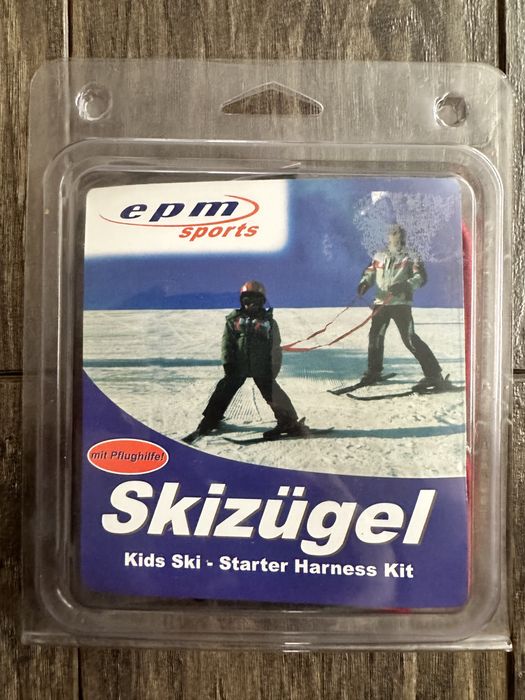 epm
sports
mit Pflughilfe!
Skizügel
Kids Ski - Starter Harness Kit